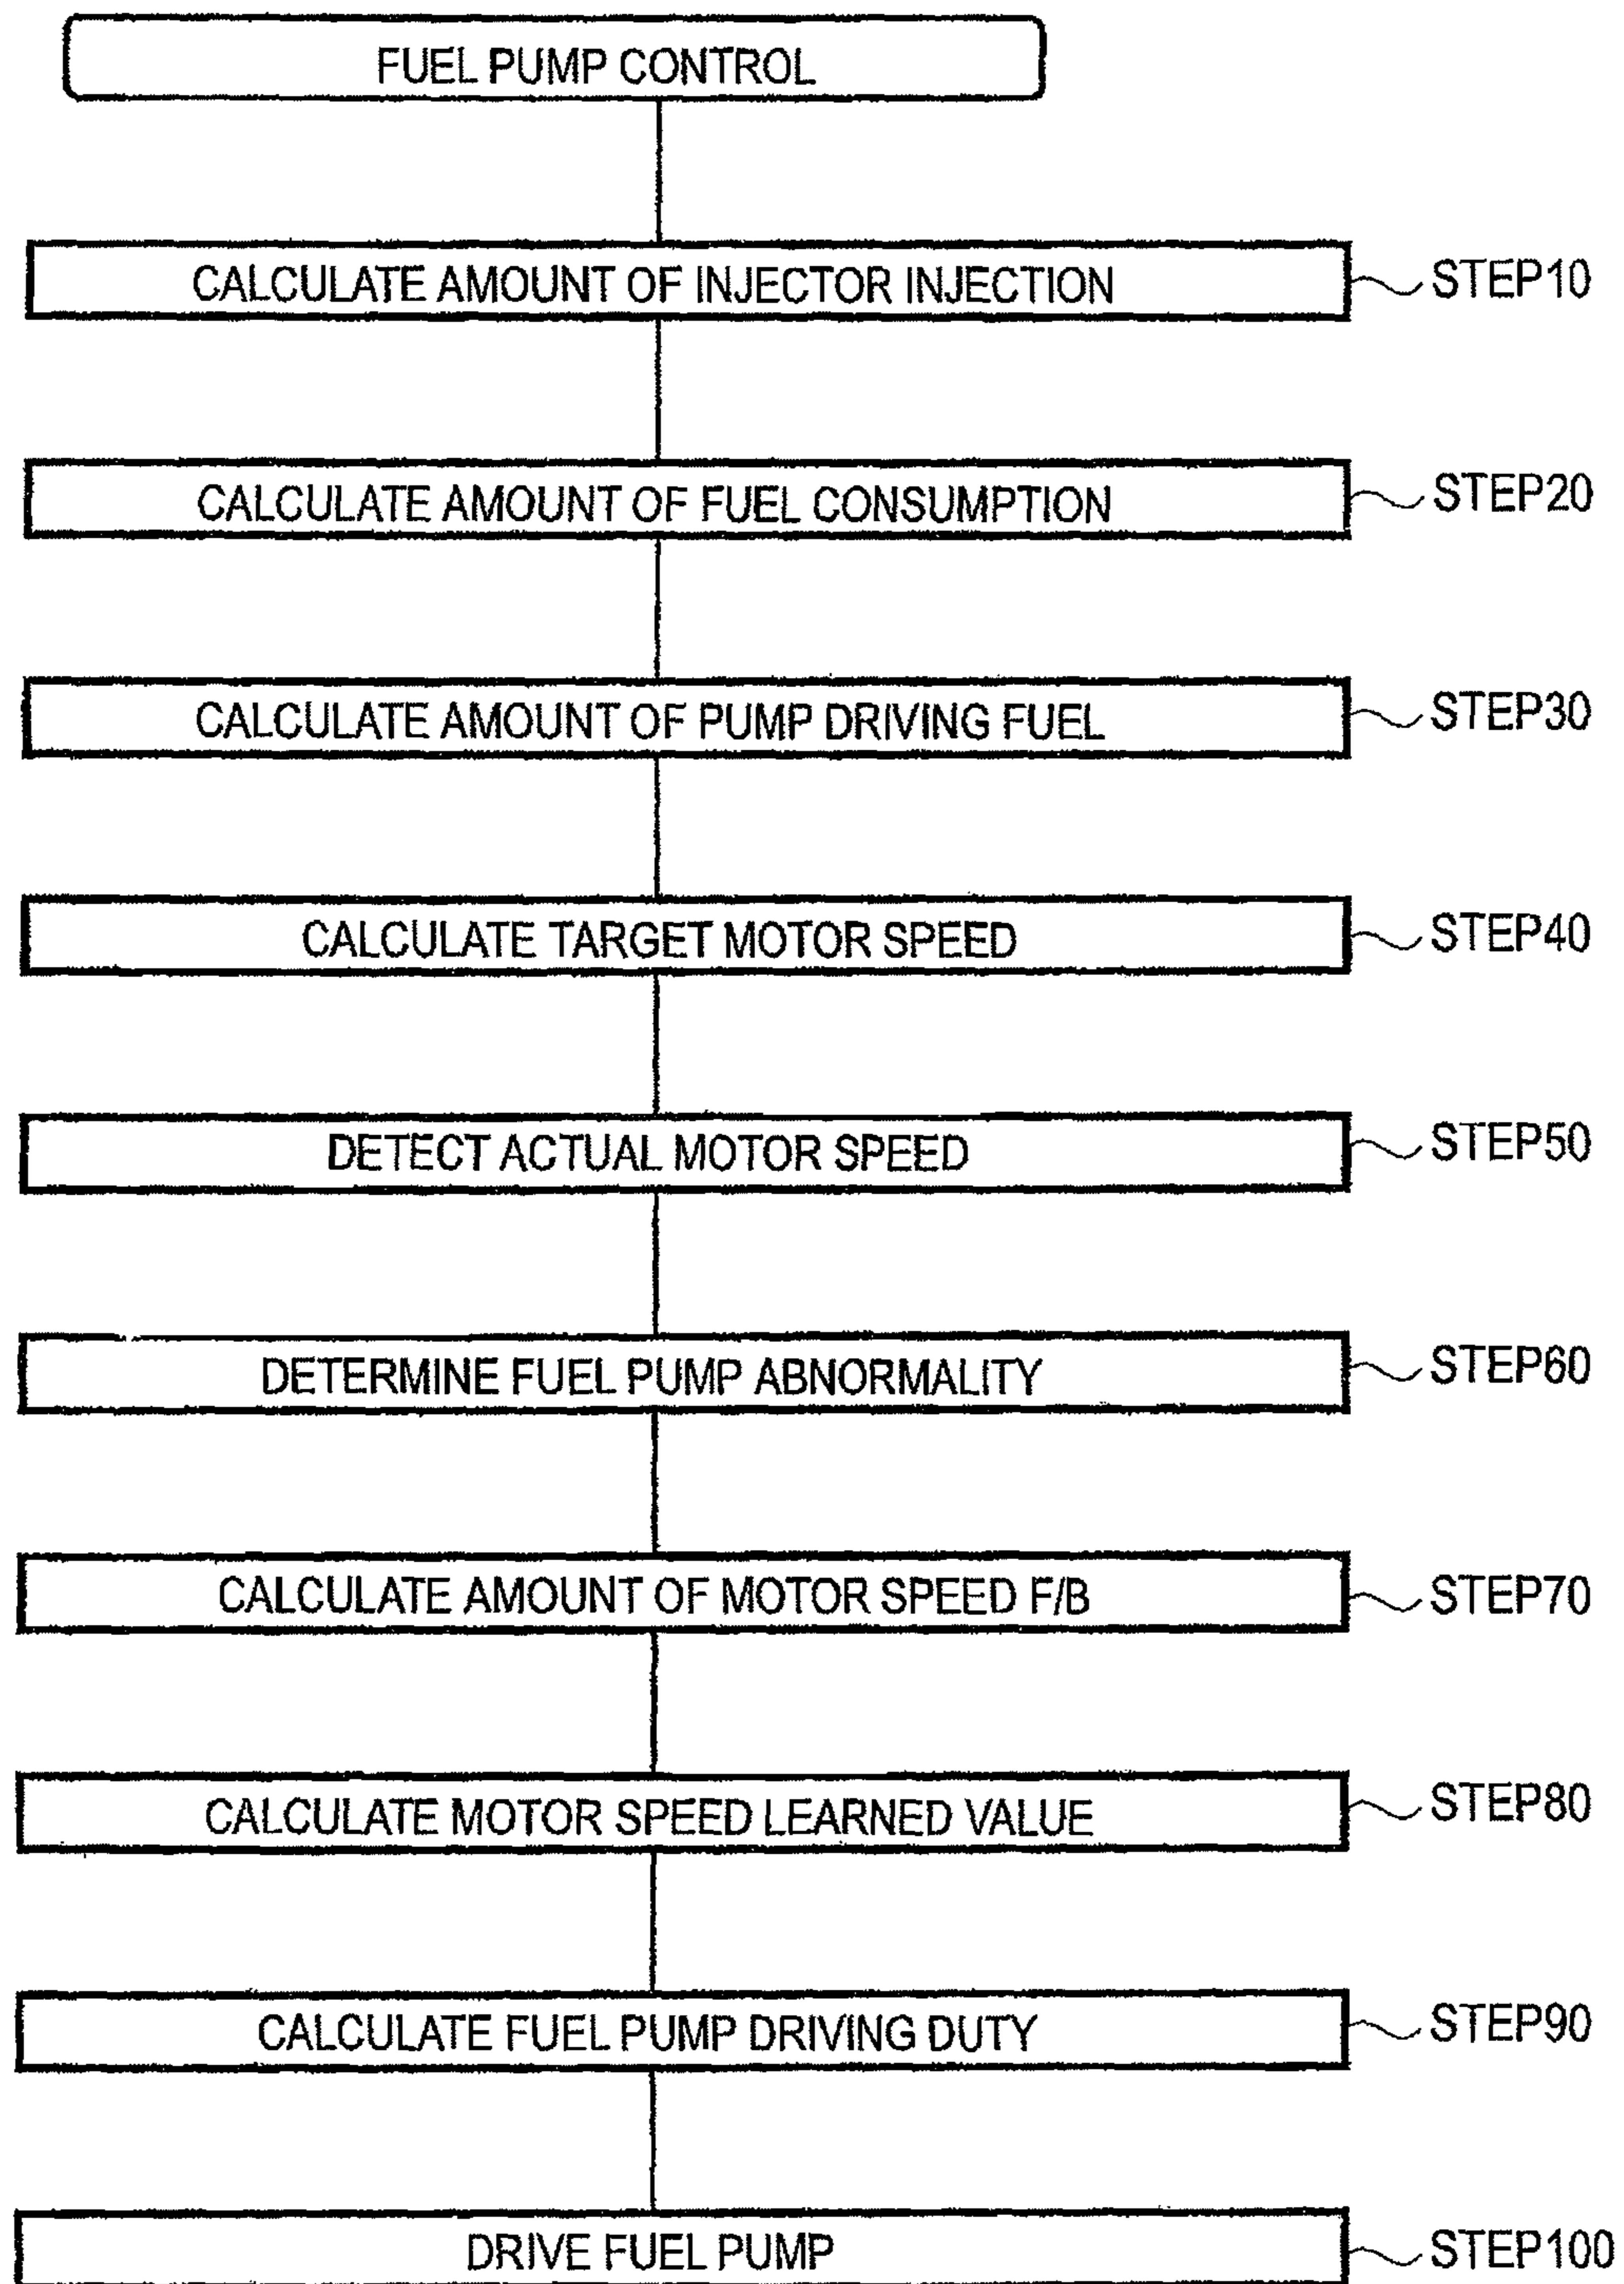 FUEL PUMP CONTROL
CALCULATE AMOUNT OF INJECTOR INJECTION STEP10
CALCULATE AMOUNT OF FUEL CONSUMPTION STEP20
CALCULATE AMOUNT OF PUMP DRIVING FUEL STEP30
CALCULATE TARGET MOTOR SPEED STEP40
DETECT ACTUAL MOTOR SPEED STEP50
DETERMINE FUEL PUMP ABNORMALITY STEP60
CALCULATE AMOUNT OF MOTOR SPEED F/B STEP70
CALCULATE MOTOR SPEED LEARNED VALUE STEP80
CALCULATE FUEL PUMP DRIVING DUTY STEP90
DRIVE FUEL PUMP STEP100